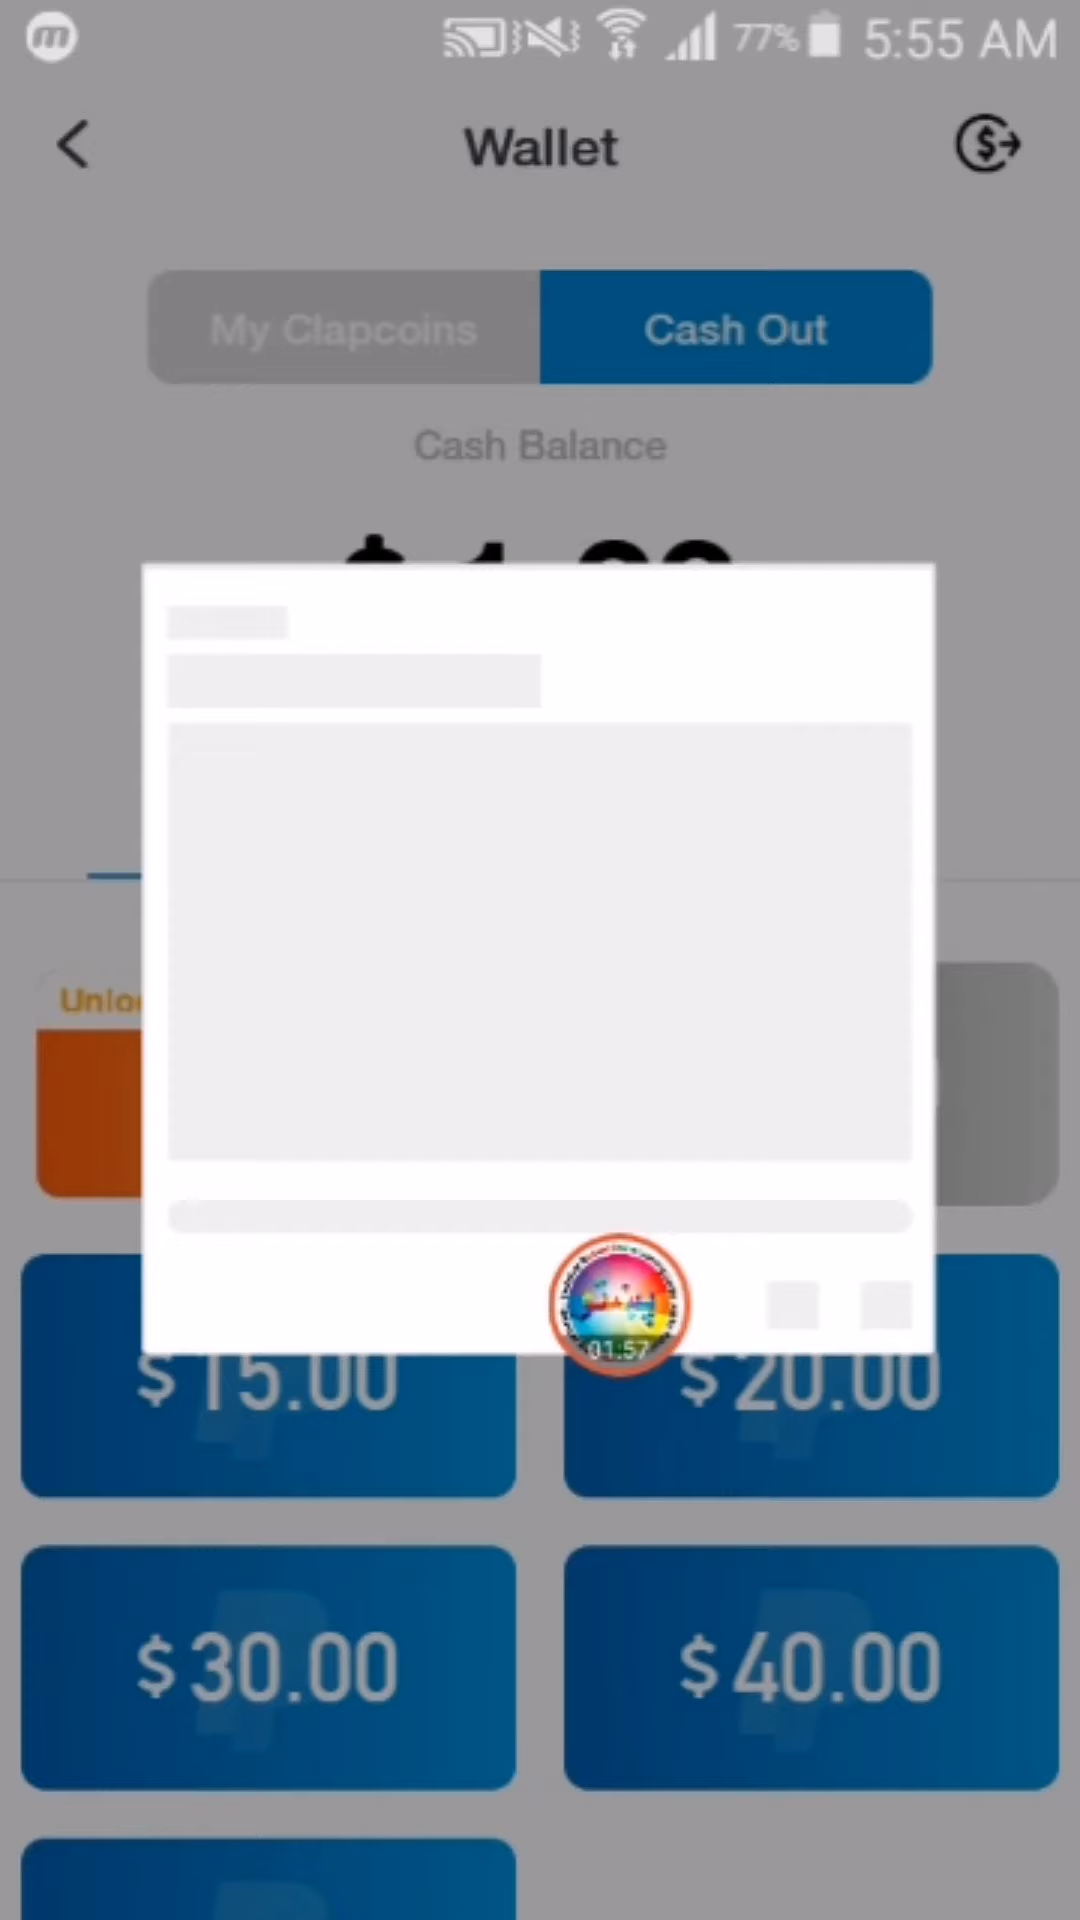 m
77% 5:55 AM
Wallet
My Clapcoins
Cash Out
Cash Balance
01:57
$ 15.00
$ 20.00
$ 30.00
$ 40.00